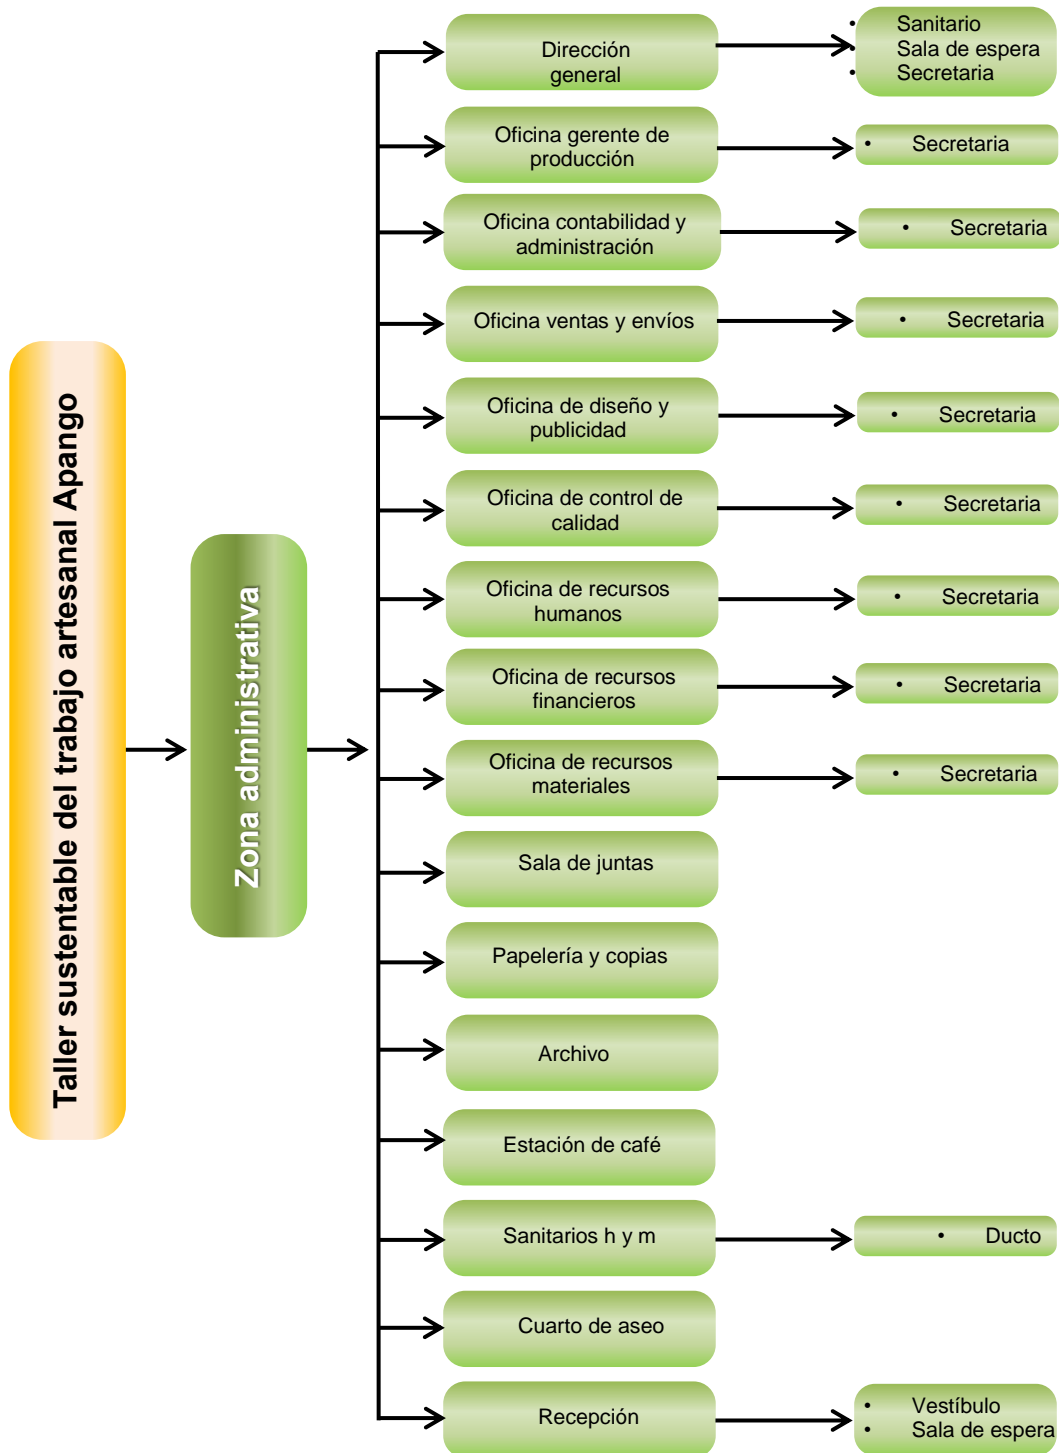 Taller sustentable del trabajo artesanal Apango
Zona administrativa
Dirección
general
• Sanitario
• Sala de espera
• Secretaria
Oficina gerente de
producción
• Secretaria
Oficina contabilidad y
administración
• Secretaria
Oficina ventas y envíos
• Secretaria
Oficina de diseño y
publicidad
• Secretaria
Oficina de control de
calidad
• Secretaria
Oficina de recursos
humanos
• Secretaria
Oficina de recursos
financieros
• Secretaria
Oficina de recursos
materiales
• Secretaria
Sala de juntas
Papelería y copias
Archivo
Estación de café
Sanitarios h y m
• Ducto
Cuarto de aseo
Recepción
• Vestíbulo
• Sala de espera